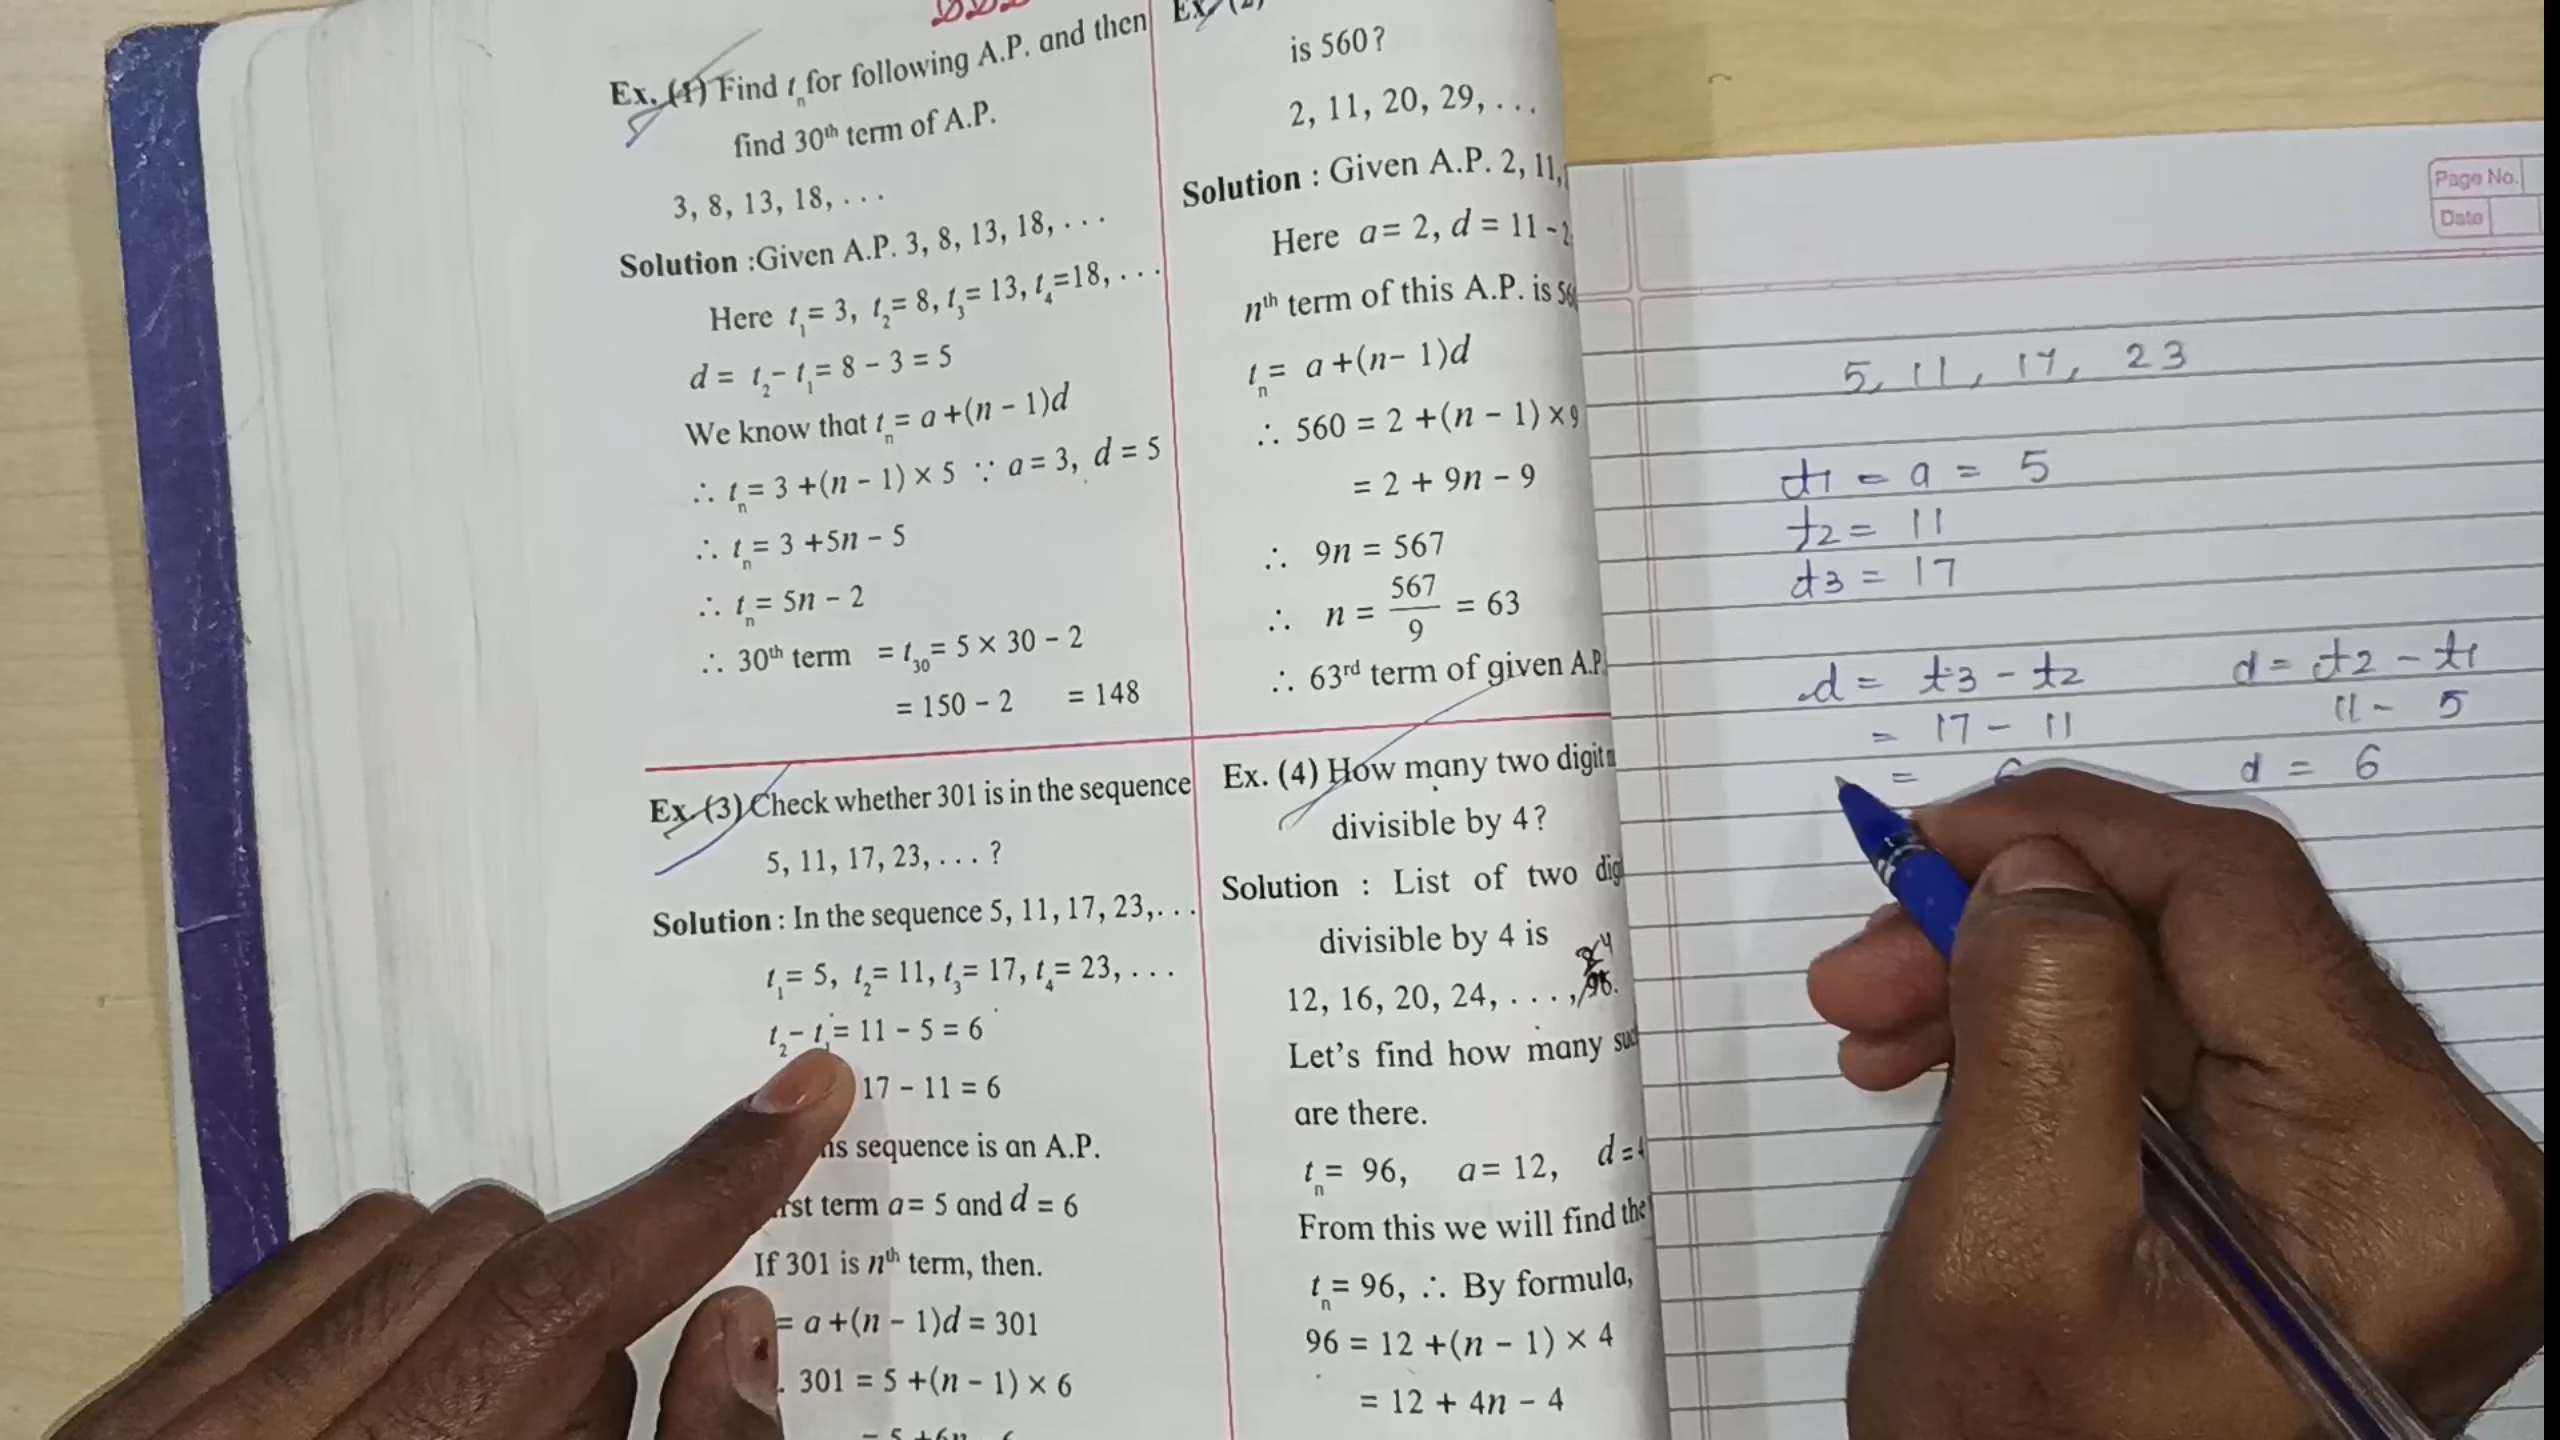 Ex. (1) Find tₙ for following A.P. and then
find 30th term of A.P.
3, 8, 13, 18, . . .
Solution :Given A.P. 3, 8, 13, 18, . . .
Here t₁= 3, t₂= 8, t₃= 13, t₄=18, . . .
d = t₂− t₁= 8 − 3 = 5
We know that tₙ= a +(n − 1)d
∴ tₙ= 3 +(n − 1) × 5 ∵ a = 3, d = 5
∴ tₙ= 3 +5n − 5
∴ tₙ= 5n − 2
∴ 30th term = t₃₀= 5 × 30 − 2
= 150 − 2 = 148
Ex. (3) Check whether 301 is in the sequence
5, 11, 17, 23, . . . ?
Solution : In the sequence 5, 11, 17, 23,. . .
t₁= 5, t₂= 11, t₃= 17, t₄= 23, . . .
t₂− t₁= 11 − 5 = 6
17 − 11 = 6
sequence is an A.P.
term a= 5 and d = 6
If 301 is nth term, then.
= a +(n − 1)d = 301
301 = 5 +(n − 1) × 6
Ex. (2)
is 560?
2, 11, 20, 29, . . .
Solution : Given A.P. 2, 11,
Here a= 2, d = 11 − 2
nth term of this A.P. is
tₙ= a +(n− 1)d
∴ 560 = 2 +(n − 1) ×9
= 2 + 9n − 9
∴ 9n = 567
∴ n = 567/9 = 63
∴ 63rd term of given A.P.
Ex. (4) How many two digit
divisible by 4?
Solution : List of two
divisible by 4 is
12, 16, 20, 24, . . . ,
Let’s find how many
are there.
tₙ= 96, a= 12, d =
From this we will find the
tₙ= 96, ∴ By formula,
96 = 12 +(n − 1) × 4
= 12 + 4n − 4
Page No.
Date
5, 11, 17, 23
t1 = a = 5
t2 = 11
t3 = 17
d = t3 - t2
= 17 - 11
=
d = t2 - t1
11 - 5
d = 6